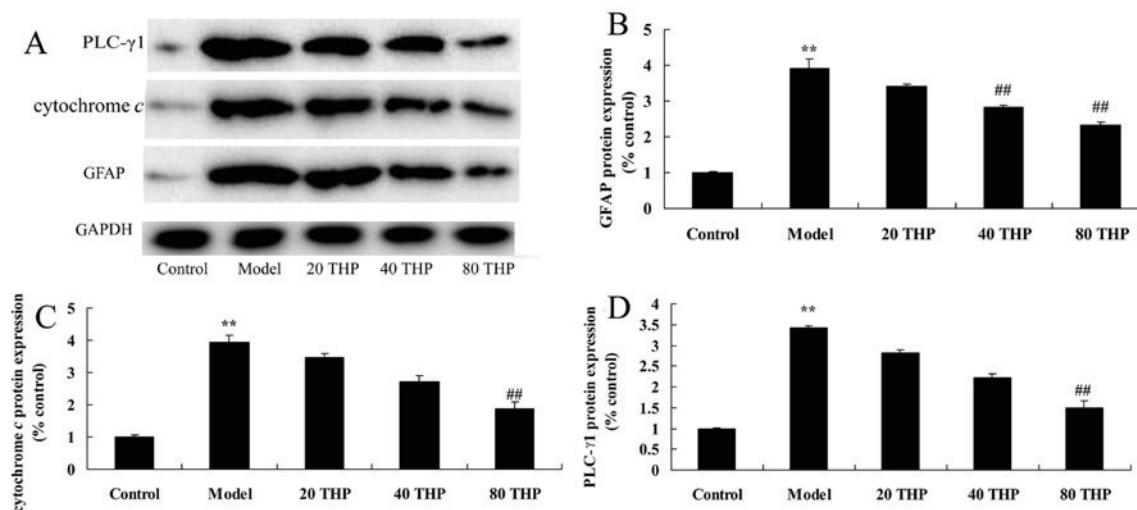 A
PLC-γ1
cytochrome c
GFAP
GAPDH
Control Model 20 THP 40 THP 80 THP
B
GFAP protein expression
(% control)
5
4
3
2
1
0
**
##
##
Control Model 20 THP 40 THP 80 THP
C
cytochrome c protein expression
(% control)
5
4
3
2
1
0
**
##
Control Model 20 THP 40 THP 80 THP
D
PLC-γ1 protein expression
(% control)
4
3.5
3
2.5
2
1.5
1
0.5
0
**
##
Control Model 20 THP 40 THP 80 THP